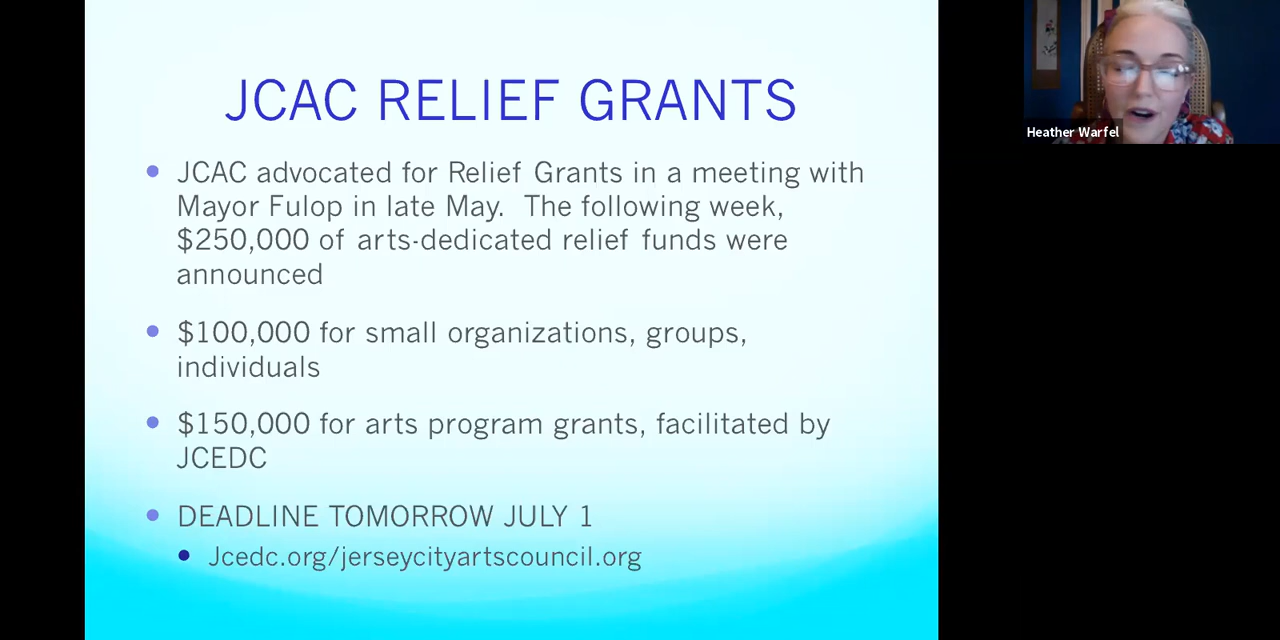 JCAC RELIEF GRANTS
JCAC advocated for Relief Grants in a meeting with
Mayor Fulop in late May. The following week,
$250,000 of arts-dedicated relief funds were
announced
$100,000 for small organizations, groups,
individuals
$150,000 for arts program grants, facilitated by
JCEDC
DEADLINE TOMORROW JULY 1
Jcedc.org/jerseycityartscouncil.org
Heather Warfel